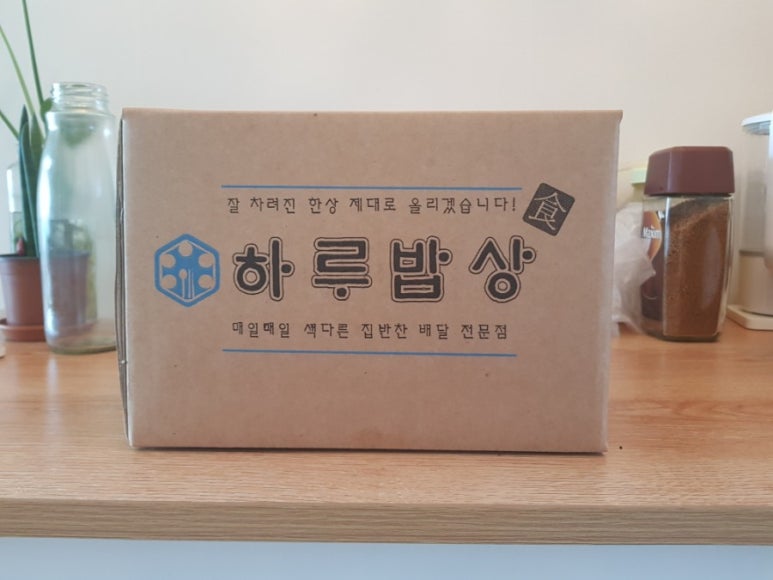 잘 차려진 한상 제대로 올리겠습니다!
食
하루밥상
매일매일 색다른 집반찬 배달 전문점